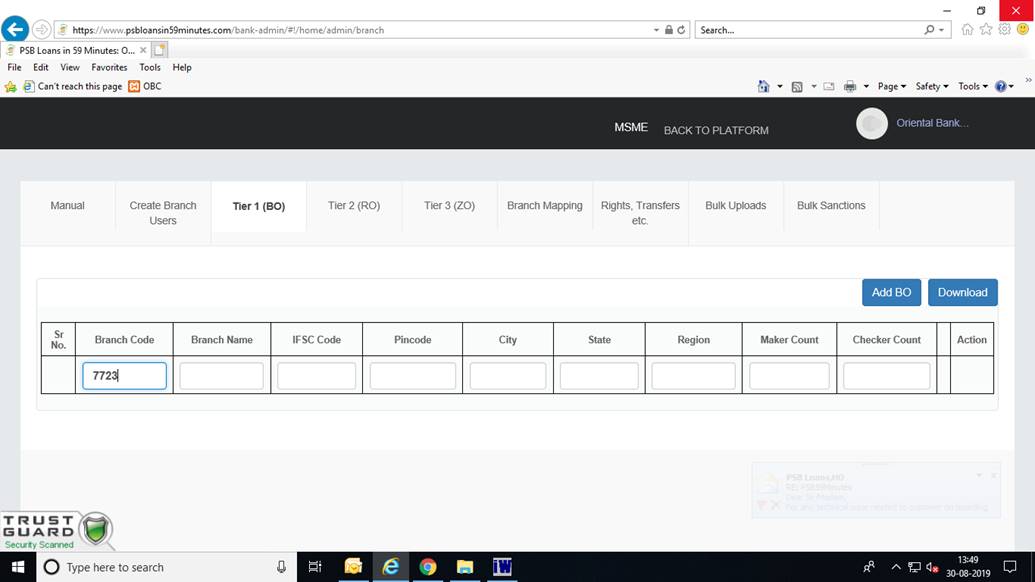 https://www.psbloansin59minutes.com/bank-admin/#!/home/admin/branch
Search...
PSB Loans in 59 Minutes: O...
File Edit View Favorites Tools Help
Can't reach this page OBC
Page Safety Tools
MSME BACK TO PLATFORM Oriental Bank...
Manual
Create Branch
Users
Tier 1 (BO)
Tier 2 (RO)
Tier 3 (ZO)
Branch Mapping
Rights, Transfers
etc.
Bulk Uploads
Bulk Sanctions
Add BO Download
Sr
No.
Branch Code Branch Name IFSC Code Pincode City State Region Maker Count Checker Count Action
7723
PSB Loans,HO
RE: PSB59Minutes
For any technical issue related to customer on boarding,
TRUST
GUARD
Security Scanned
Type here to search
13:49
30-08-2019